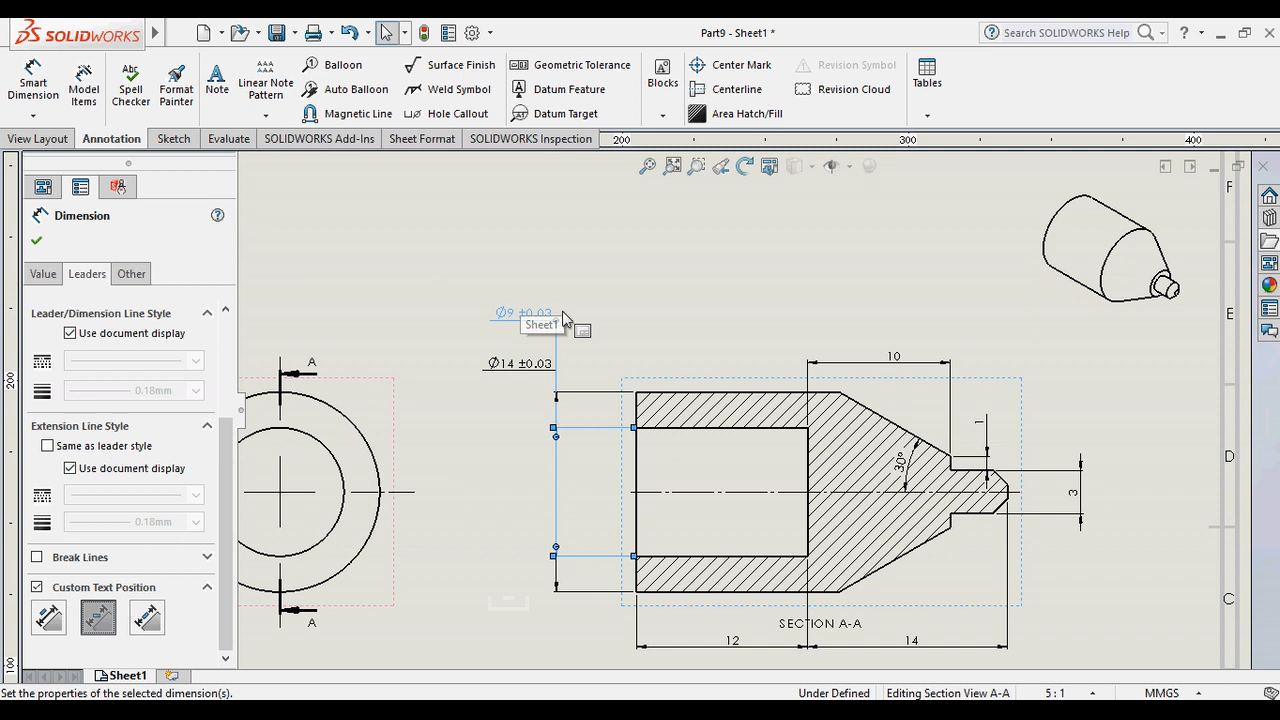 SOLIDWORKS
Part9 - Sheet1 *
Search SOLIDWORKS Help
?
Smart Dimension
Model Items
Abc
Spell Checker
Format Painter
A
Note
AAA
AAA
Linear Note Pattern
Balloon
Auto Balloon
Magnetic Line
Surface Finish
Weld Symbol
Hole Callout
Geometric Tolerance
Datum Feature
Datum Target
Blocks
Center Mark
Centerline
Area Hatch/Fill
Revision Symbol
Revision Cloud
Tables
View Layout
Annotation
Sketch
Evaluate
SOLIDWORKS Add-Ins
Sheet Format
SOLIDWORKS Inspection
200
300
400
Dimension
?
Value
Leaders
Other
Leader/Dimension Line Style
Use document display
0.18mm
Extension Line Style
Same as leader style
Use document display
0.18mm
Break Lines
Custom Text Position
200
100
A
A
Ø9 ±0.03
Sheet1
Ø14 ±0.03
10
1
30°
3
SECTION A-A
12
14
F
E
D
C
Sheet1
Set the properties of the selected dimension(s).
Under Defined
Editing Section View A-A
5 : 1
MMGS